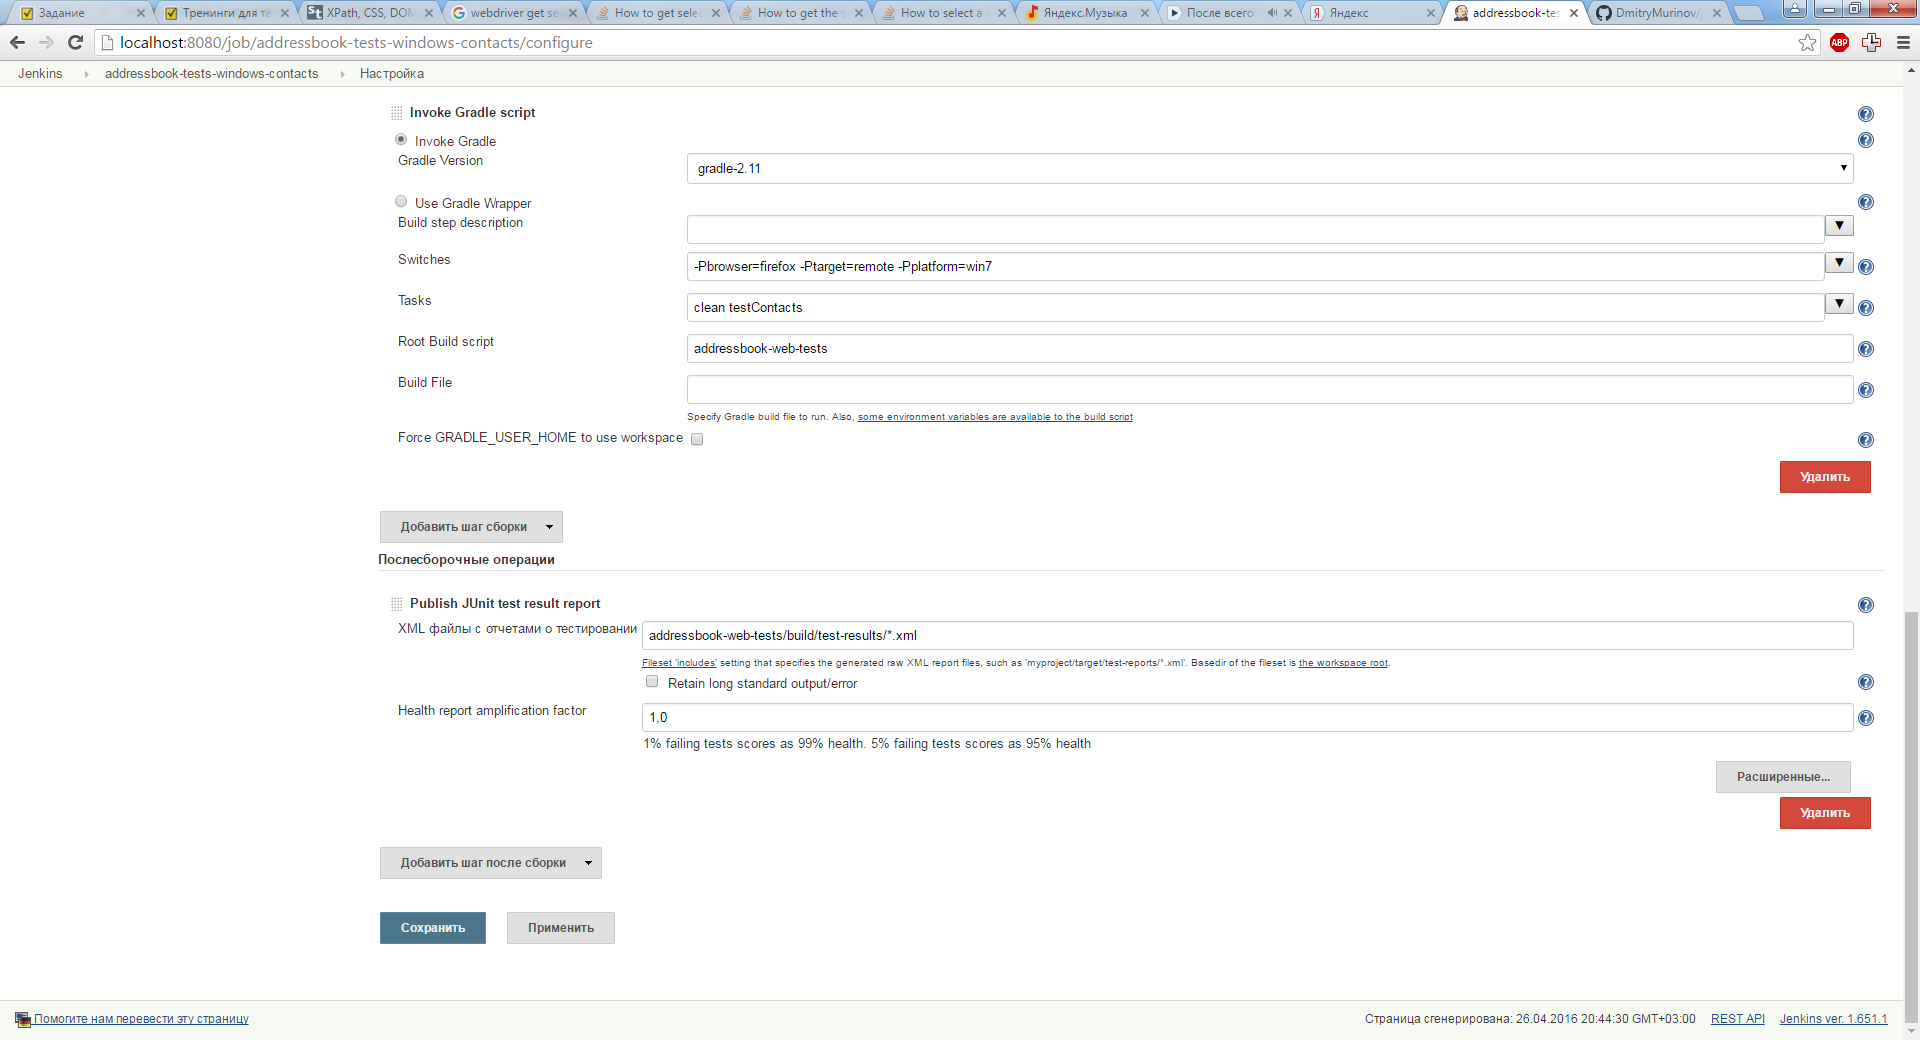 Задание
Тренинги для те
XPath, CSS, DOM
webdriver get se
How to get selec
How to get the s
How to select a
Яндекс.Музыка
После всего
Яндекс
addressbook-tes
DmitryMurinov/
localhost:8080/job/addressbook-tests-windows-contacts/configure
ABP
Jenkins addressbook-tests-windows-contacts Настройка
Invoke Gradle script
Invoke Gradle
Gradle Version
gradle-2.11
Use Gradle Wrapper
Build step description
Switches
-Pbrowser=firefox -Ptarget=remote -Pplatform=win7
Tasks
clean testContacts
Root Build script
addressbook-web-tests
Build File
Specify Gradle build file to run. Also, some environment variables are available to the build script
Force GRADLE_USER_HOME to use workspace
Удалить
Добавить шаг сборки
Послесборочные операции
Publish JUnit test result report
XML файлы с отчетами о тестировании
addressbook-web-tests/build/test-results/*.xml
Fileset 'includes' setting that specifies the generated raw XML report files, such as 'myproject/target/test-reports/*.xml'. Basedir of the fileset is the workspace root.
Retain long standard output/error
Health report amplification factor
1,0
1% failing tests scores as 99% health. 5% failing tests scores as 95% health
Расширенные...
Удалить
Добавить шаг после сборки
Сохранить
Применить
Помогите нам перевести эту страницу
Страница сгенерирована: 26.04.2016 20:44:30 GMT+03:00 REST API Jenkins ver. 1.651.1